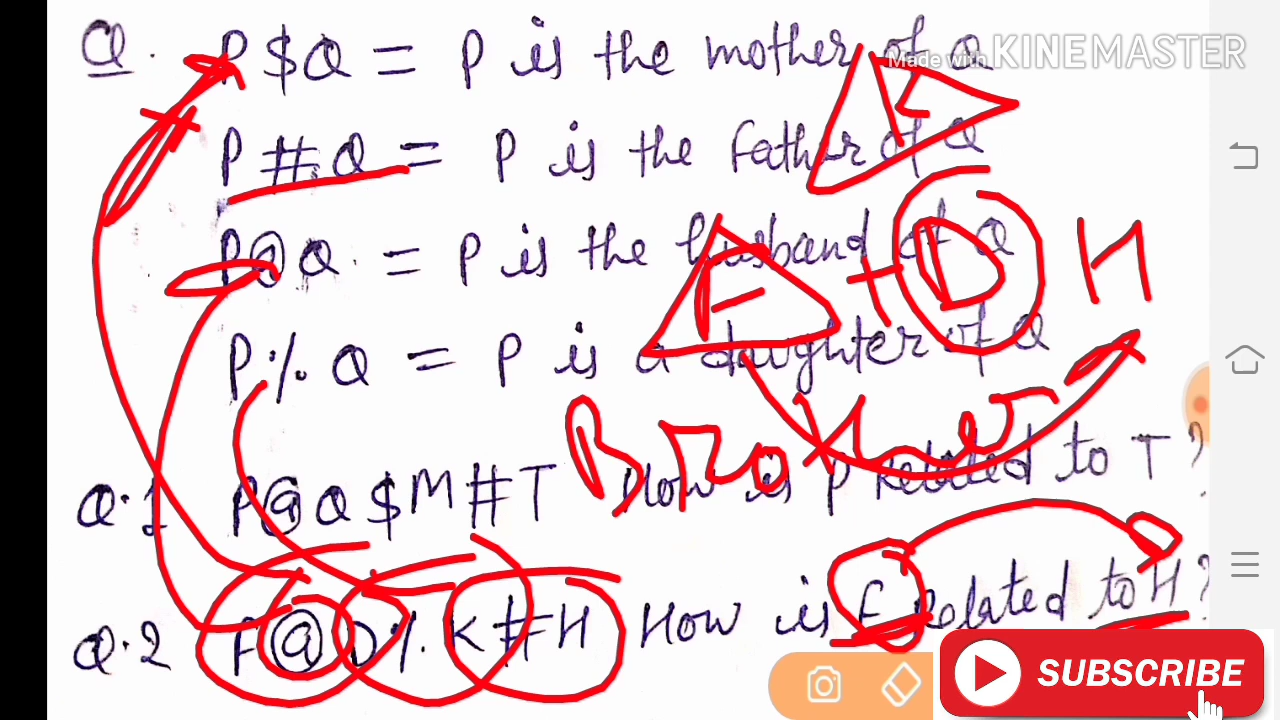 Q. P $ Q = P is the mother of Q
Made with KINEMASTER
P # Q = P is the Father of Q
P @ Q = P is the husband of Q
P % Q = P is a daughter of Q
K
F + D H
Brother
Q.1 P @ Q $ M # T How is P Related to T?
Q.2 F @ D % K # H How is F Related to H?
SUBSCRIBE